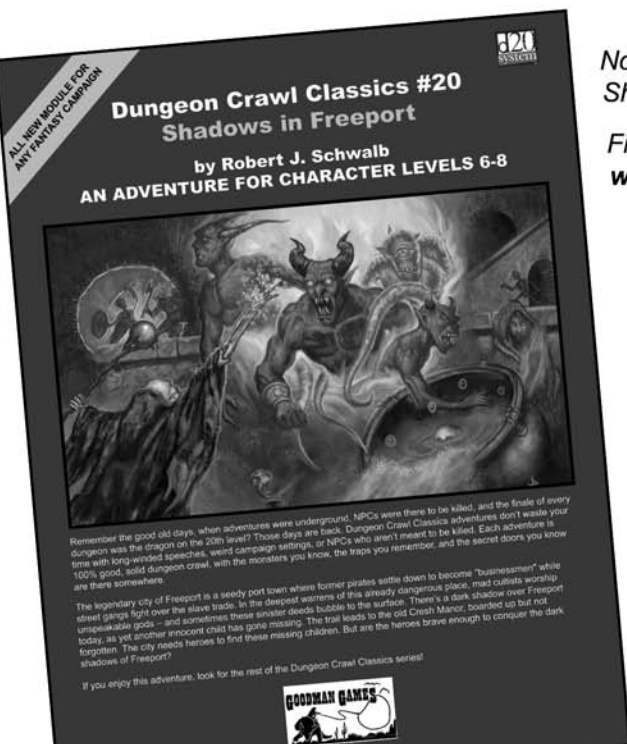 d20
system
ALL NEW MODULE FOR
ANY FANTASY CAMPAIGN
Dungeon Crawl Classics #20
Shadows in Freeport
by Robert J. Schwalb
AN ADVENTURE FOR CHARACTER LEVELS 6-8
Remember the good old days, when adventures were underground, NPCs were there to be killed, and the finale of every
dungeon was the dragon on the 20th level? Those days are back. Dungeon Crawl Classics adventures don't waste your
time with long-winded speeches, weird campaign settings, or NPCs who aren't meant to be killed. Each adventure is
100% good, solid dungeon crawl, with the monsters you know, the traps you remember, and the secret doors you know
are there somewhere.
The legendary city of Freeport is a seedy port town where former pirates settle down to become "businessmen" while
street gangs fight over the slave trade. In the deepest warrens of this already dangerous place, mad cultists worship
unspeakable gods – and sometimes these sinister deeds bubble to the surface. There's a dark shadow over Freeport
today, as yet another innocent child has gone missing. The trail leads to the old Cresh Manor, boarded up but not
forgotten. The city needs heroes to find these missing children. But are the heroes brave enough to conquer the dark
shadows of Freeport?
If you enjoy this adventure, look for the rest of the Dungeon Crawl Classics series!
GOODMAN GAMES